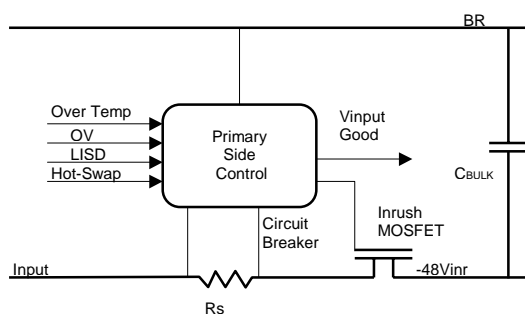 BR
Over Temp
OV
LISD
Hot-Swap
Primary
Side
Control
Vinput
Good
CBULK
Circuit
Breaker
Inrush
MOSFET
Input
-48Vinr
Rs